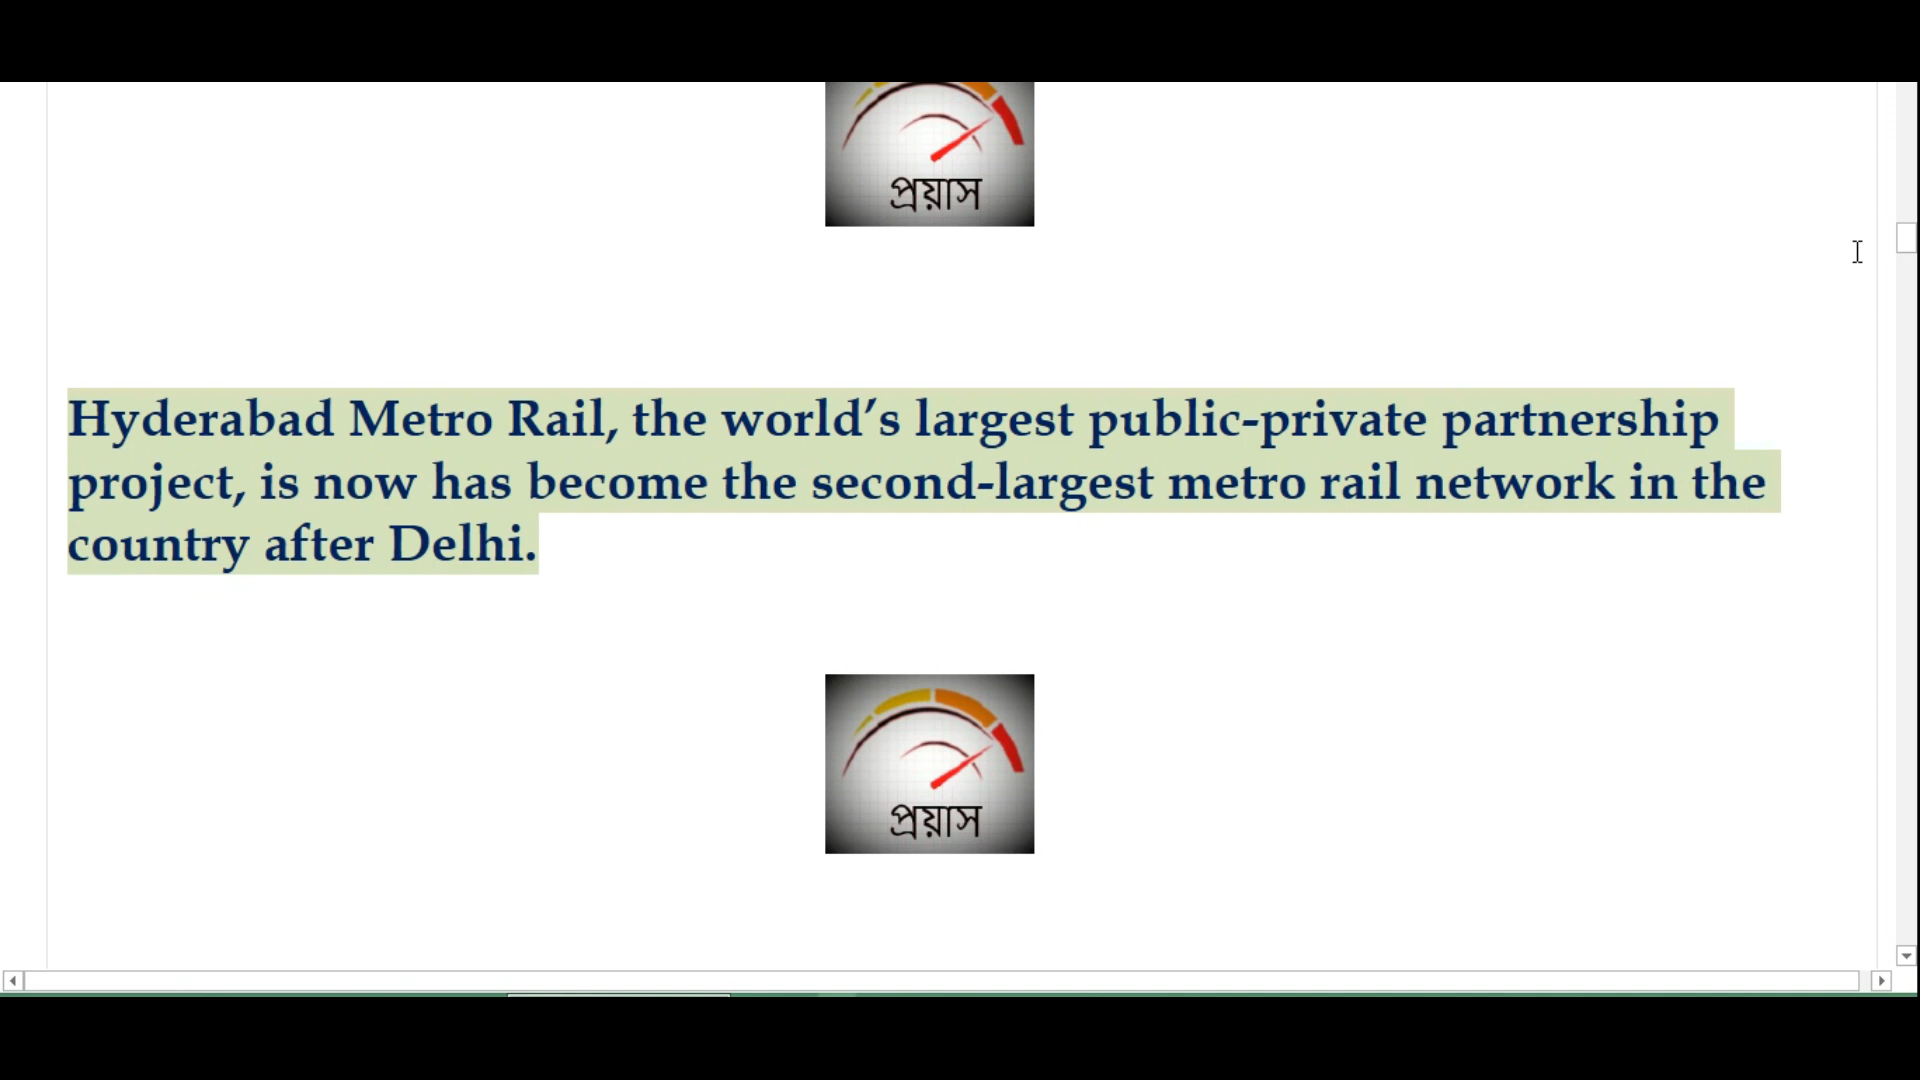 প্রয়াস
Hyderabad Metro Rail, the world’s largest public-private partnership
project, is now has become the second-largest metro rail network in the
country after Delhi.
প্রয়াস